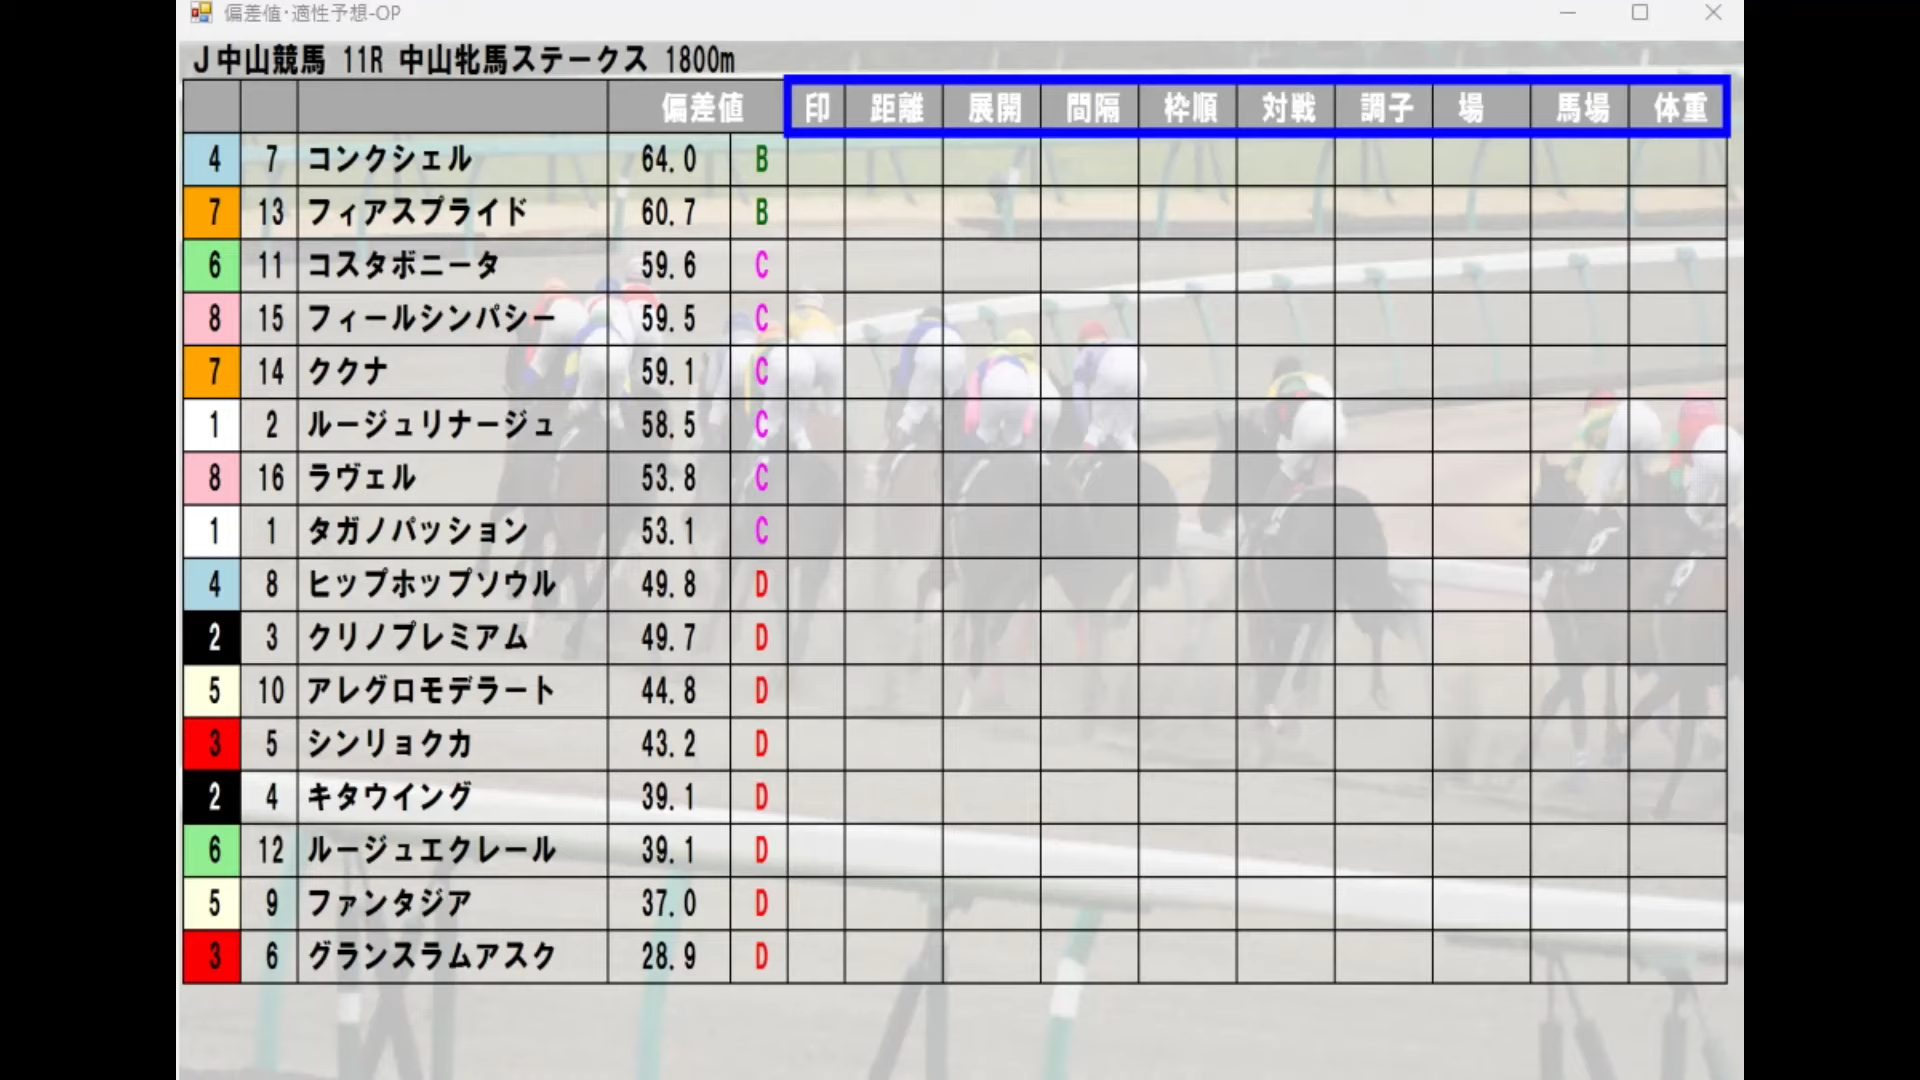 偏差値・適性予想-OP
J中山競馬 11R 中山牝馬ステークス 1800m
偏差値 印 距離 展開 間隔 枠順 対戦 調子 場 馬場 体重
4 7 コンクシェル 64.0 B
7 13 フィアスプライド 60.7 B
6 11 コスタボニータ 59.6 C
8 15 フィールシンパシー 59.5 C
7 14 ククナ 59.1 C
1 2 ルージュリナージュ 58.5 C
8 16 ラヴェル 53.8 C
1 1 タガノパッション 53.1 C
4 8 ヒップホップソウル 49.8 D
2 3 クリノプレミアム 49.7 D
5 10 アレグロモデラート 44.8 D
3 5 シンリョクカ 43.2 D
2 4 キタウイング 39.1 D
6 12 ルージュエクレール 39.1 D
5 9 ファンタジア 37.0 D
3 6 グランスラムアスク 28.9 D